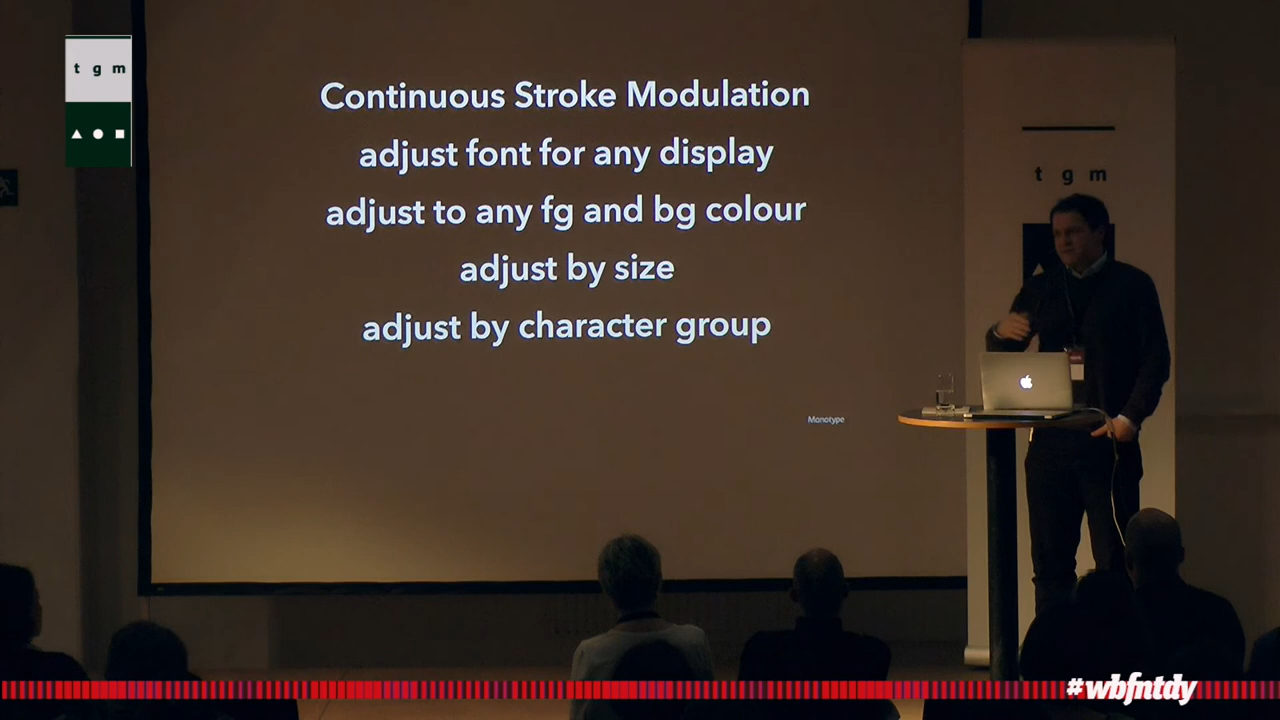 t g m
Continuous Stroke Modulation
adjust font for any display
adjust to any fg and bg colour
adjust by size
adjust by character group
Monotype
t g m
#wbfntdy